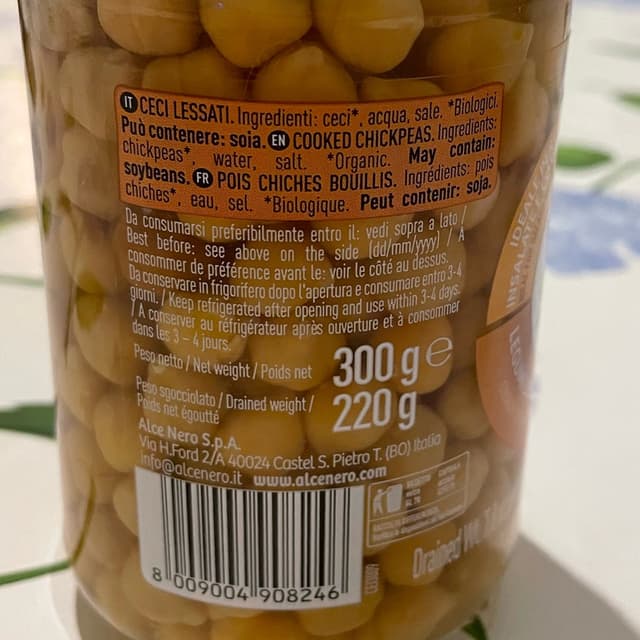 IT CECI LESSATI. Ingredienti: ceci*, acqua, sale. *Biologici.
Può contenere: soia. EN COOKED CHICKPEAS. Ingredients:
chickpeas*, water, salt. *Organic. May contain:
soybeans. FR POIS CHICHES BOUILLIS. Ingrédients: pois
chiches*, eau, sel. *Biologique. Peut contenir: soja.
Da consumarsi preferibilmente entro il: vedi sopra a lato /
Best before: see above on the side (dd/mm/yyyy) / A
consommer de préférence avant le: voir le côté au dessus.
Da conservare in frigorifero dopo l'apertura e consumare entro 3-4
giorni. / Keep refrigerated after opening and use within 3-4 days.
/ A conserver au réfrigérateur après ouverture et à consommer
dans les 3 - 4 jours.
Peso netto / Net weight / Poids net 300 g e
Peso sgocciolato / Drained weight /
Poids net égoutté 220 g
Alce Nero S.p.A.
Via H.Ford 2/A 40024 Castel S. Pietro T. (BO) Italia
info@alcenero.it www.alcenero.com
8 009004 908246
Drained